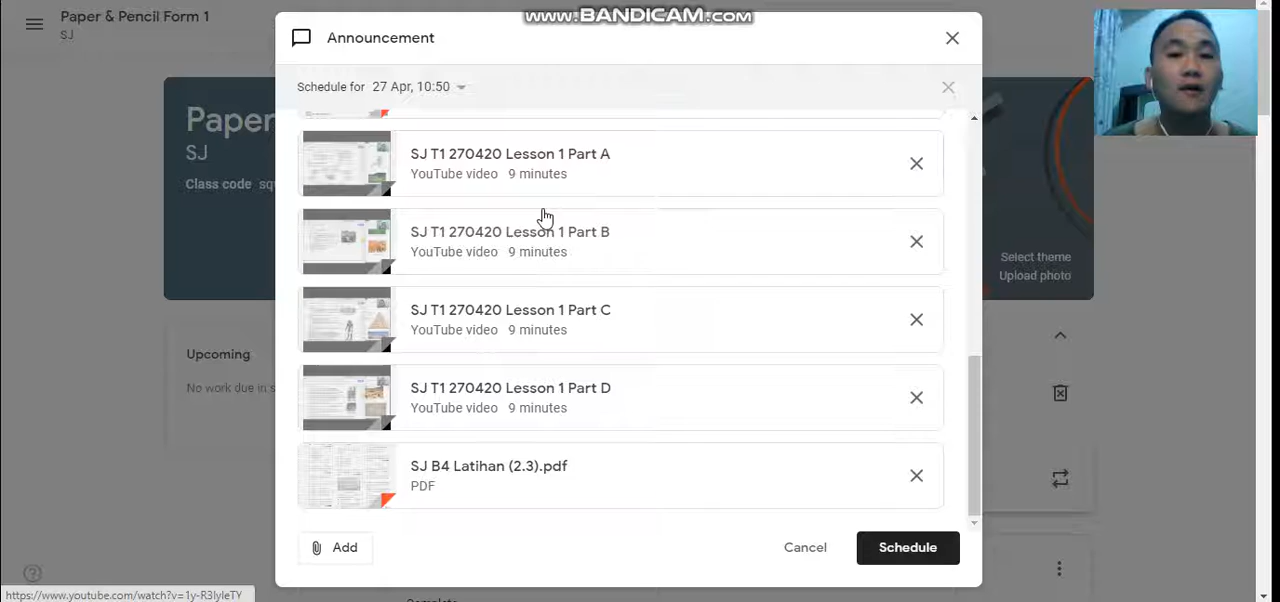 www.BANDICAM.com
Paper & Pencil Form 1
SJ
Announcement
Schedule for 27 Apr, 10:50
Paper
SJ
Class code
SJ T1 270420 Lesson 1 Part A
YouTube video 9 minutes
SJ T1 270420 Lesson 1 Part B
YouTube video 9 minutes
Select theme
Upload photo
SJ T1 270420 Lesson 1 Part C
YouTube video 9 minutes
Upcoming
No work due in
SJ T1 270420 Lesson 1 Part D
YouTube video 9 minutes
SJ B4 Latihan (2.3).pdf
PDF
Add
Cancel
Schedule
https://www.youtube.com/watch?v=1y-R3IyleTY